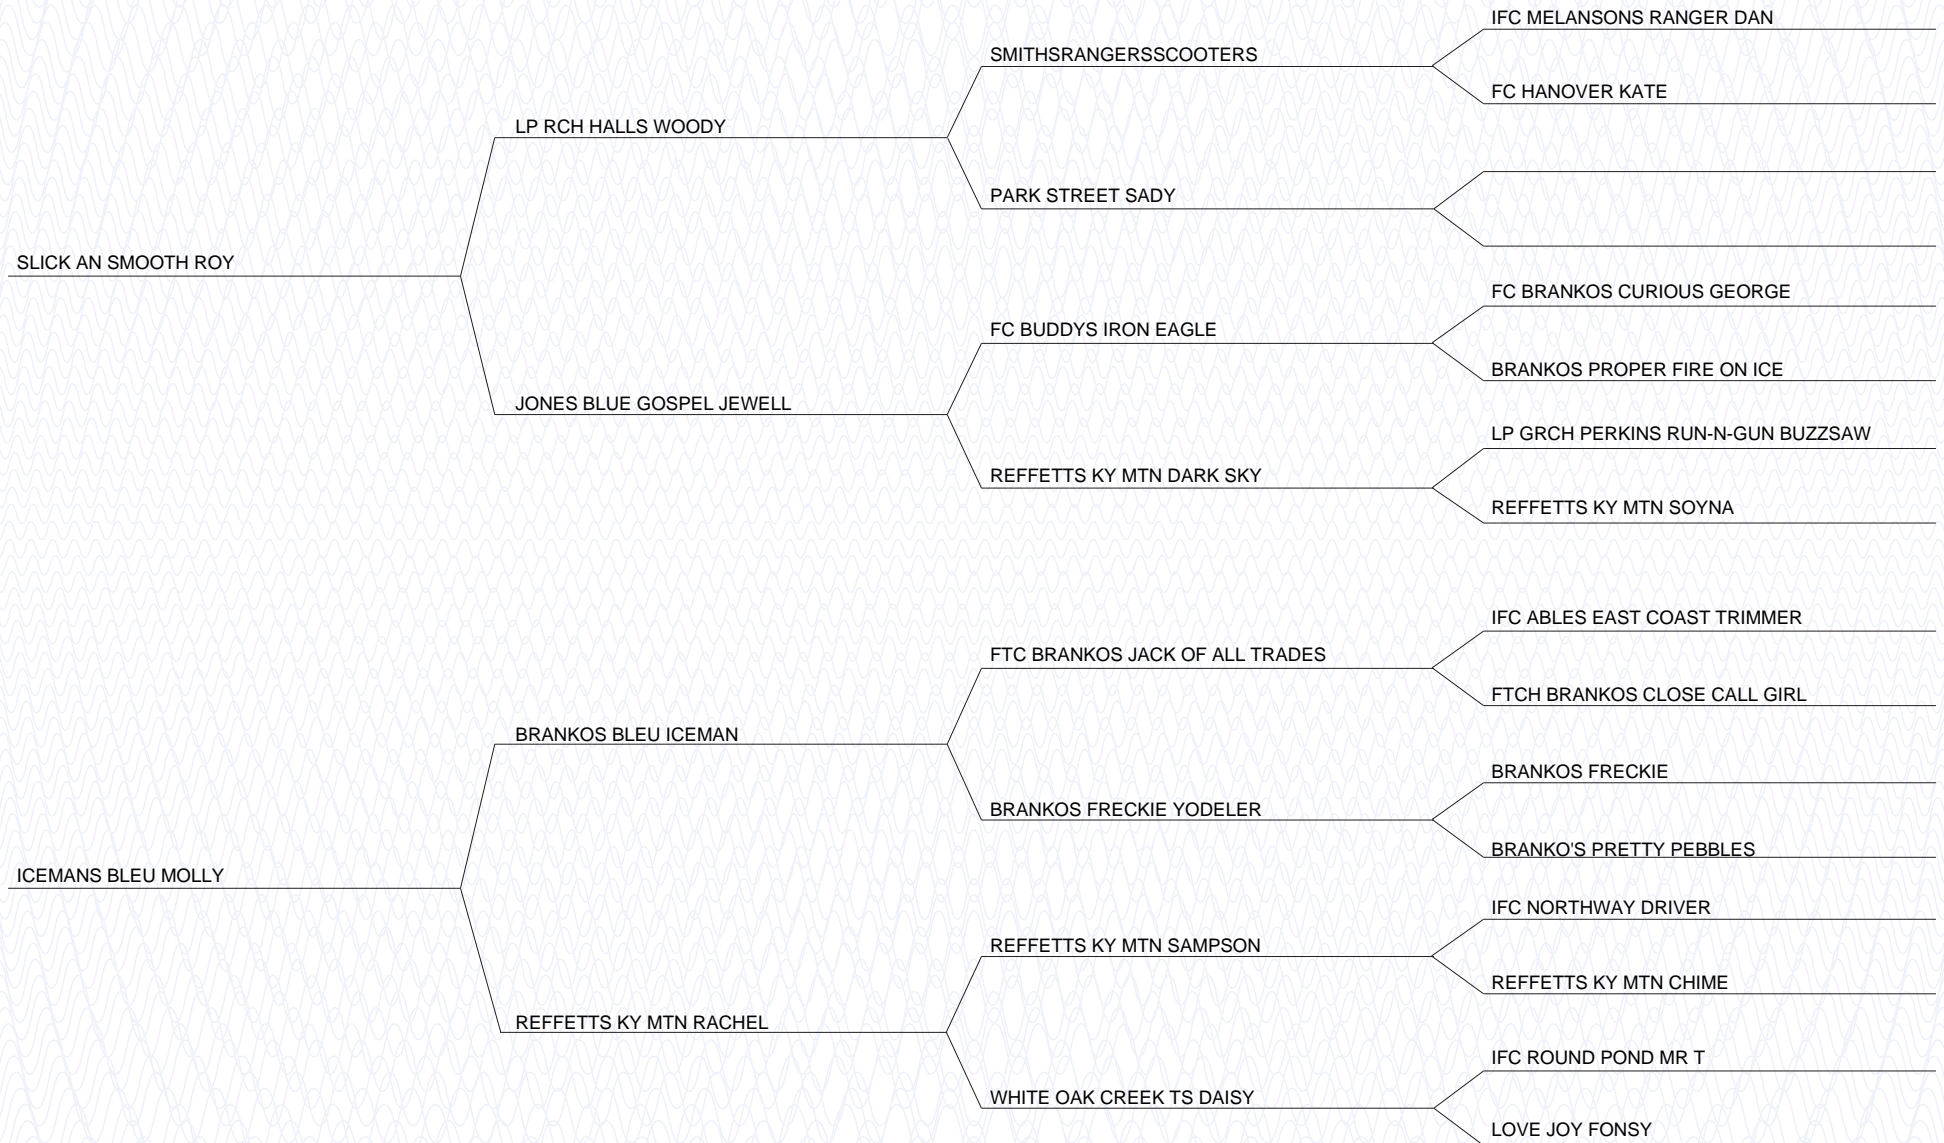 IFC MELANSONS RANGER DAN
SMITHSRANGERSSCOOTERS
FC HANOVER KATE
LP RCH HALLS WOODY
PARK STREET SADY
SLICK AN SMOOTH ROY
FC BRANKOS CURIOUS GEORGE
FC BUDDYS IRON EAGLE
BRANKOS PROPER FIRE ON ICE
JONES BLUE GOSPEL JEWELL
LP GRCH PERKINS RUN-N-GUN BUZZSAW
REFFETTS KY MTN DARK SKY
REFFETTS KY MTN SOYNA
IFC ABLES EAST COAST TRIMMER
FTC BRANKOS JACK OF ALL TRADES
FTCH BRANKOS CLOSE CALL GIRL
BRANKOS BLEU ICEMAN
BRANKOS FRECKIE
BRANKOS FRECKIE YODELER
BRANKO'S PRETTY PEBBLES
ICEMANS BLEU MOLLY
IFC NORTHWAY DRIVER
REFFETTS KY MTN SAMPSON
REFFETTS KY MTN CHIME
REFFETTS KY MTN RACHEL
IFC ROUND POND MR T
WHITE OAK CREEK TS DAISY
LOVE JOY FONSY